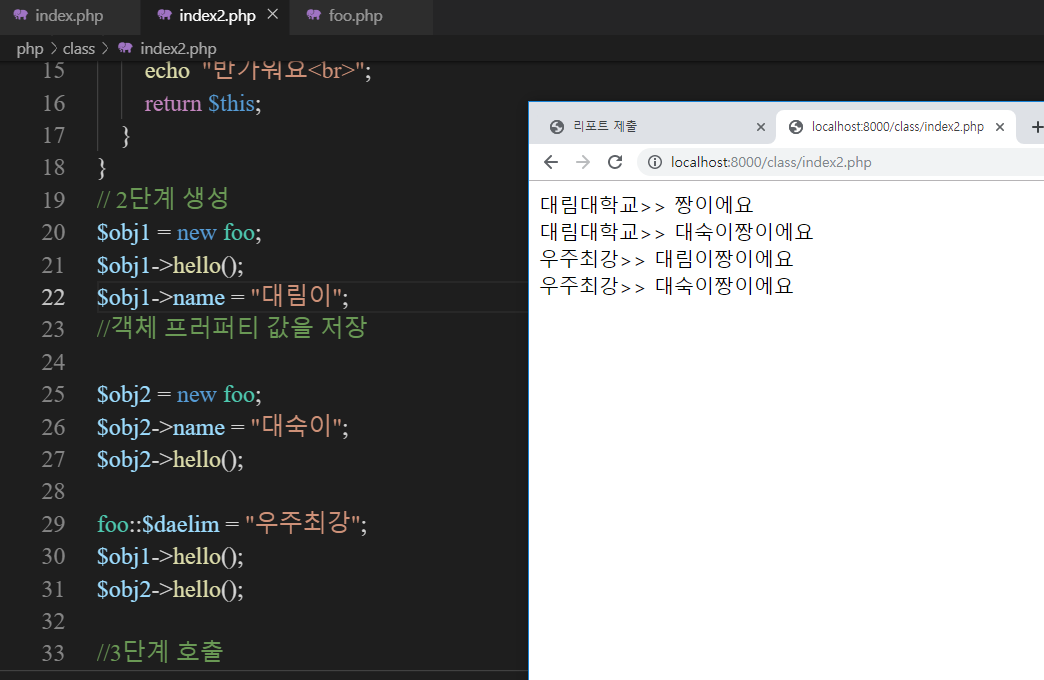 index.php
index2.php
foo.php
php > class > index2.php
15 echo "반가워요<br>";
16 return $this;
17 }
18 }
19 // 2단계 생성
20 $obj1 = new foo;
21 $obj1->hello();
22 $obj1->name = "대림이";
23 //객체 프러퍼티 값을 저장
24
25 $obj2 = new foo;
26 $obj2->name = "대숙이";
27 $obj2->hello();
28
29 foo::$daelim = "우주최강";
30 $obj1->hello();
31 $obj2->hello();
32
33 //3단계 호출
리포트 제출
localhost:8000/class/index2.php
localhost:8000/class/index2.php
대림대학교>> 짱이에요
대림대학교>> 대숙이짱이에요
우주최강>> 대림이짱이에요
우주최강>> 대숙이짱이에요